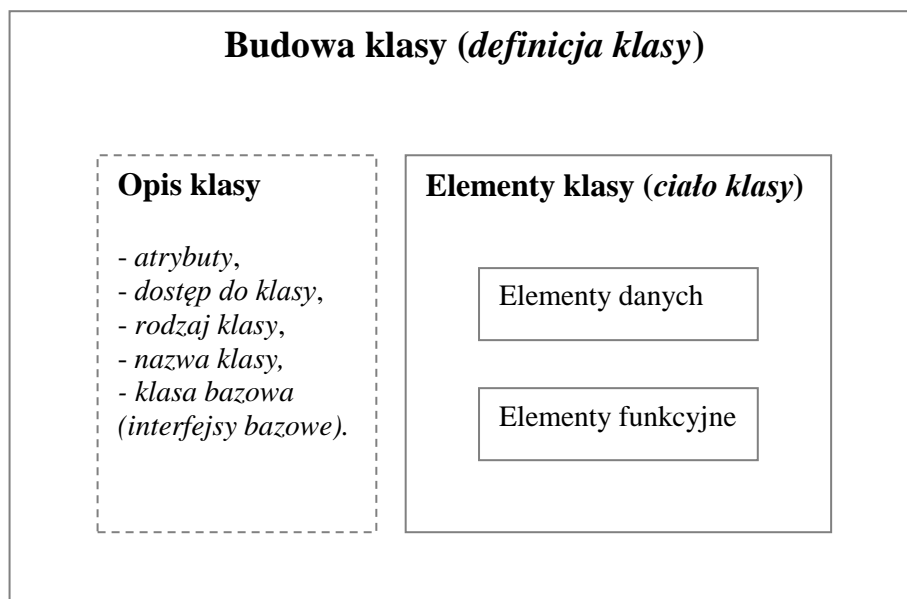 Budowa klasy (definicja klasy)
Opis klasy
- atrybuty,
- dostęp do klasy,
- rodzaj klasy,
- nazwa klasy,
- klasa bazowa
(interfejsy bazowe).
Elementy klasy (ciało klasy)
Elementy danych
Elementy funkcyjne